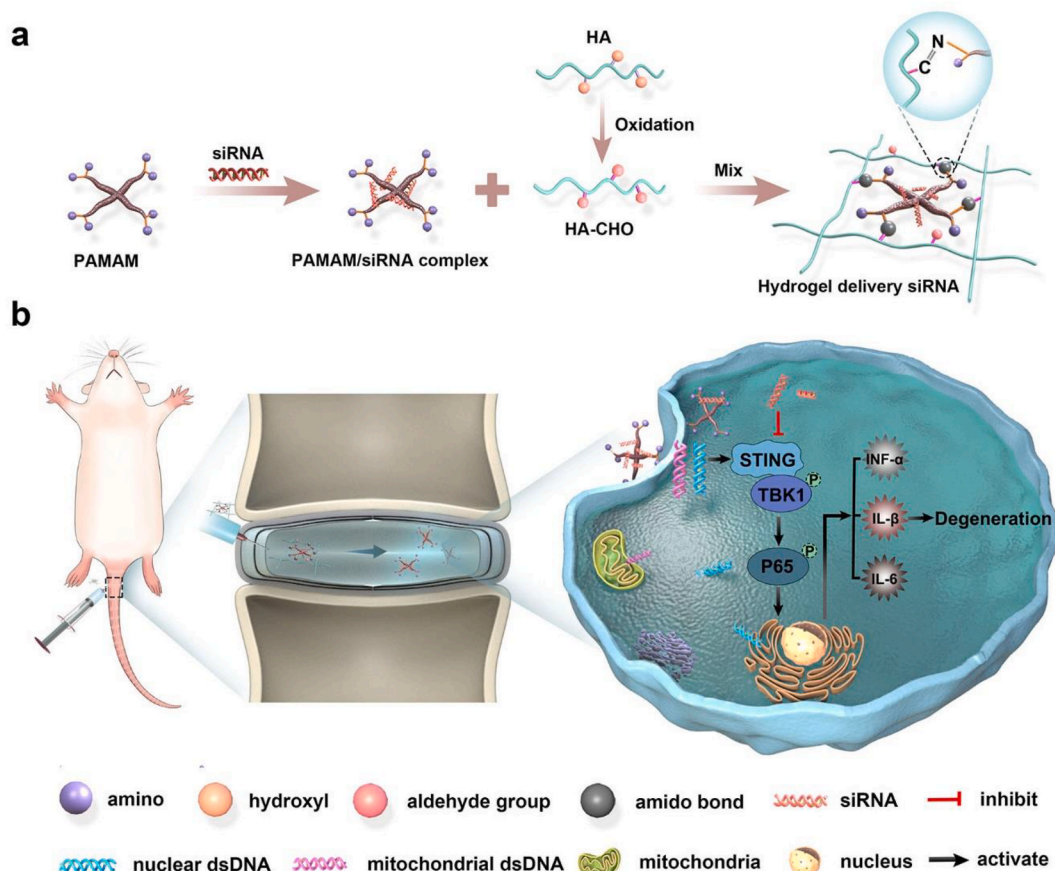 a
HA
C N
Oxidation
siRNA
Mix
PAMAM
PAMAM/siRNA complex
HA-CHO
Hydrogel delivery siRNA
b
STING
P
TBK1
P
P65
INF-α
IL-β
Degeneration
IL-6
amino
hydroxyl
aldehyde group
amido bond
siRNA
inhibit
nuclear dsDNA
mitochondrial dsDNA
mitochondria
nucleus
activate